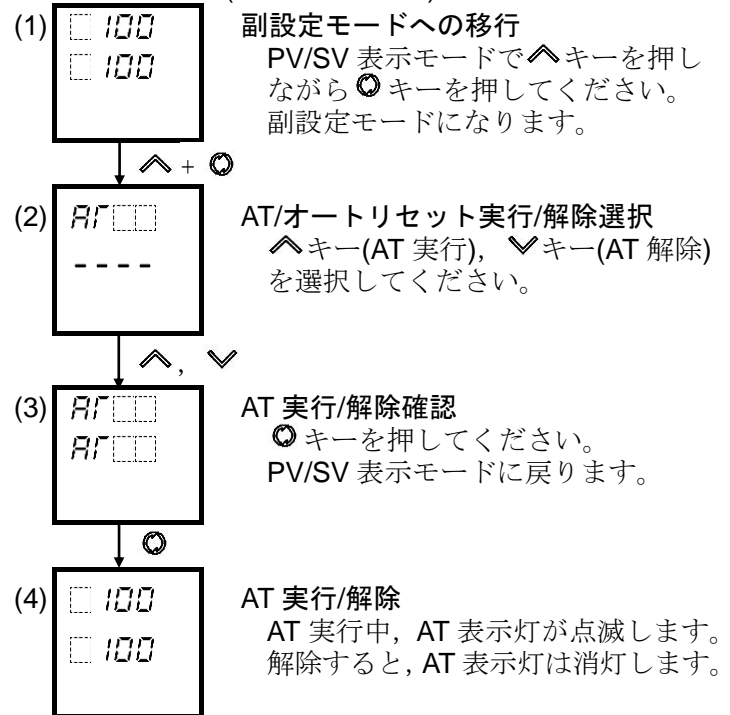 (1) 副設定モードへの移行
100
100
PV/SV 表示モードで︿キーを押し
ながら キーを押してください。
副設定モードになります。
︿ +
(2) AT/オートリセット実行/解除選択
AT
----
︿キー(AT 実行), ﹀キー(AT 解除)
を選択してください。
︿, ﹀
(3) AT 実行/解除確認
AT
AT
キーを押してください。
PV/SV 表示モードに戻ります。
(4) AT 実行/解除
100
100
AT 実行中, AT 表示灯が点滅します。
解除すると, AT 表示灯は消灯します。